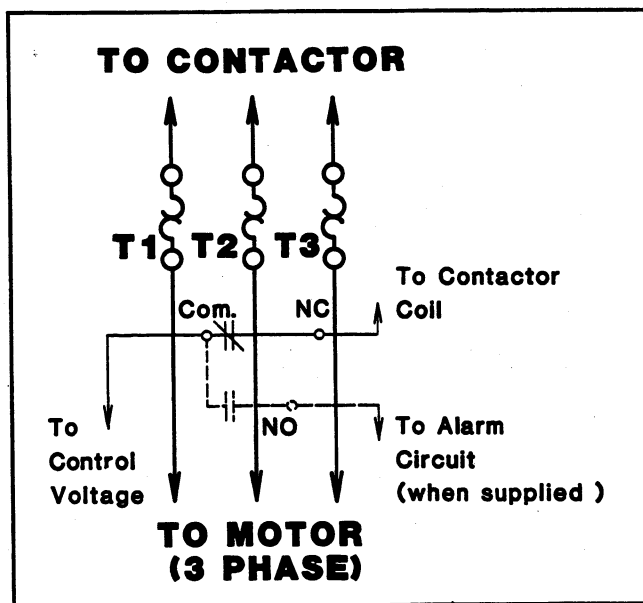 TO CONTACTOR
T1 T2 T3
To Contactor
Coil
Com. NC
NO
To
Control
Voltage
To Alarm
Circuit
(when supplied )
TO MOTOR
(3 PHASE)